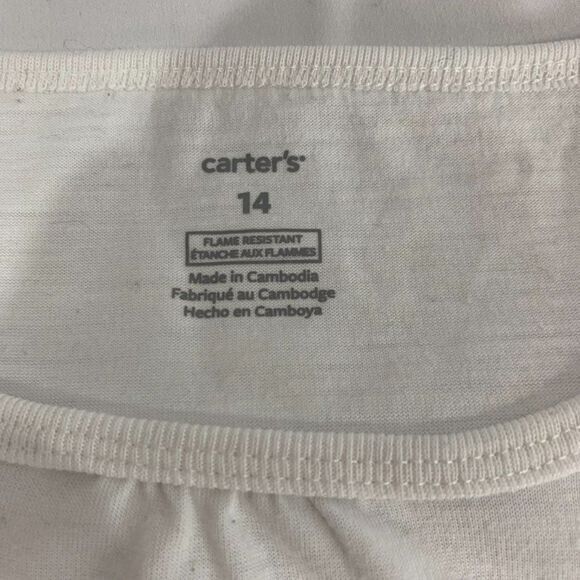 carter's
14
FLAME RESISTANT
ÉTANCHE AUX FLAMMES
Made in Cambodia
Fabriqué au Cambodge
Hecho en Camboya